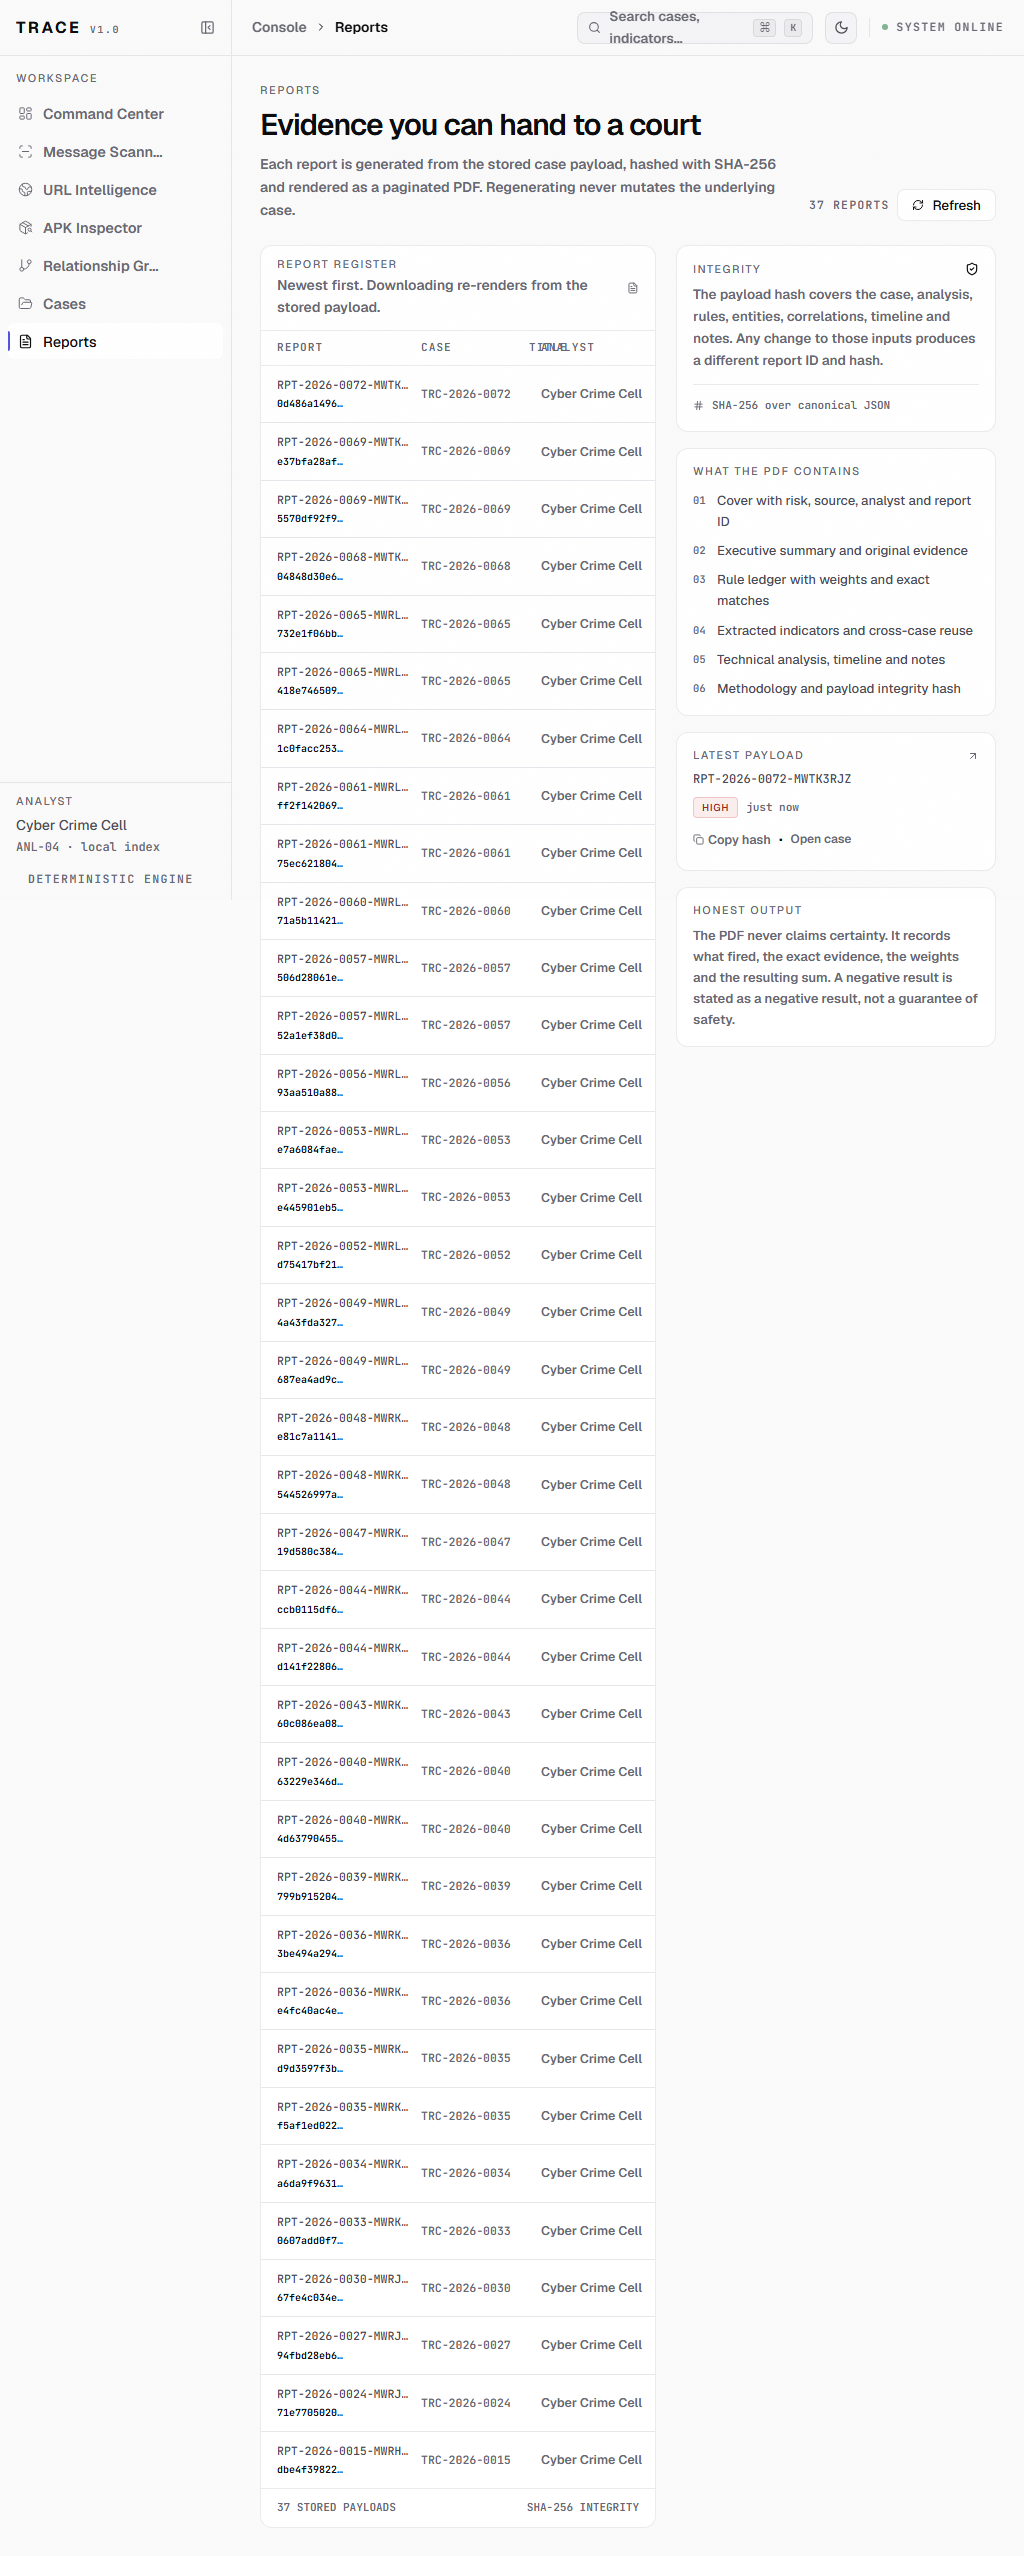 TRACE V1.0
Console > Reports
Search cases, indicators…
⌘ K
SYSTEM ONLINE
WORKSPACE
Command Center
Message Scann…
URL Intelligence
APK Inspector
Relationship Gr…
Cases
Reports
ANALYST
Cyber Crime Cell
ANL-04 · local index
DETERMINISTIC ENGINE
REPORTS
Evidence you can hand to a court
Each report is generated from the stored case payload, hashed with SHA-256
and rendered as a paginated PDF. Regenerating never mutates the underlying
case.
37 REPORTS
Refresh
REPORT REGISTER
Newest first. Downloading re-renders from the
stored payload.
REPORT CASE TITLE ANALYST
RPT-2026-0072-MWTK… TRC-2026-0072 Cyber Crime Cell
0d486a1496…
RPT-2026-0069-MWTK… TRC-2026-0069 Cyber Crime Cell
e37bfa28af…
RPT-2026-0069-MWTK… TRC-2026-0069 Cyber Crime Cell
5570df92f9…
RPT-2026-0068-MWTK… TRC-2026-0068 Cyber Crime Cell
04848d30e6…
RPT-2026-0065-MWRL… TRC-2026-0065 Cyber Crime Cell
732e1f06bb…
RPT-2026-0065-MWRL… TRC-2026-0065 Cyber Crime Cell
418e746509…
RPT-2026-0064-MWRL… TRC-2026-0064 Cyber Crime Cell
1c0facc253…
RPT-2026-0061-MWRL… TRC-2026-0061 Cyber Crime Cell
ff2f142069…
RPT-2026-0061-MWRL… TRC-2026-0061 Cyber Crime Cell
75ec621804…
RPT-2026-0060-MWRL… TRC-2026-0060 Cyber Crime Cell
71a5b11421…
RPT-2026-0057-MWRL… TRC-2026-0057 Cyber Crime Cell
506d28061e…
RPT-2026-0057-MWRL… TRC-2026-0057 Cyber Crime Cell
52a1ef38d0…
RPT-2026-0056-MWRL… TRC-2026-0056 Cyber Crime Cell
93aa510a88…
RPT-2026-0053-MWRL… TRC-2026-0053 Cyber Crime Cell
e7a6084fae…
RPT-2026-0053-MWRL… TRC-2026-0053 Cyber Crime Cell
e445901eb5…
RPT-2026-0052-MWRL… TRC-2026-0052 Cyber Crime Cell
d75417bf21…
RPT-2026-0049-MWRL… TRC-2026-0049 Cyber Crime Cell
4a43fda327…
RPT-2026-0049-MWRL… TRC-2026-0049 Cyber Crime Cell
687ea4ad9c…
RPT-2026-0048-MWRK… TRC-2026-0048 Cyber Crime Cell
e81c7a1141…
RPT-2026-0048-MWRK… TRC-2026-0048 Cyber Crime Cell
544526997a…
RPT-2026-0047-MWRK… TRC-2026-0047 Cyber Crime Cell
19d580c384…
RPT-2026-0044-MWRK… TRC-2026-0044 Cyber Crime Cell
ccb0115df6…
RPT-2026-0044-MWRK… TRC-2026-0044 Cyber Crime Cell
d141f22806…
RPT-2026-0043-MWRK… TRC-2026-0043 Cyber Crime Cell
60c086ea08…
RPT-2026-0040-MWRK… TRC-2026-0040 Cyber Crime Cell
63229e346d…
RPT-2026-0040-MWRK… TRC-2026-0040 Cyber Crime Cell
4d63790455…
RPT-2026-0039-MWRK… TRC-2026-0039 Cyber Crime Cell
799b915204…
RPT-2026-0036-MWRK… TRC-2026-0036 Cyber Crime Cell
3be494a294…
RPT-2026-0036-MWRK… TRC-2026-0036 Cyber Crime Cell
e4fc40ac4e…
RPT-2026-0035-MWRK… TRC-2026-0035 Cyber Crime Cell
d9d3597f3b…
RPT-2026-0035-MWRK… TRC-2026-0035 Cyber Crime Cell
f5af1ed022…
RPT-2026-0034-MWRK… TRC-2026-0034 Cyber Crime Cell
a6da9f9631…
RPT-2026-0033-MWRK… TRC-2026-0033 Cyber Crime Cell
0607add0f7…
RPT-2026-0030-MWRJ… TRC-2026-0030 Cyber Crime Cell
67fe4c034e…
RPT-2026-0027-MWRJ… TRC-2026-0027 Cyber Crime Cell
94fbd28eb6…
RPT-2026-0024-MWRJ… TRC-2026-0024 Cyber Crime Cell
71e7705020…
RPT-2026-0015-MWRH… TRC-2026-0015 Cyber Crime Cell
dbe4f39822…
37 STORED PAYLOADS SHA-256 INTEGRITY
INTEGRITY
The payload hash covers the case, analysis,
rules, entities, correlations, timeline and
notes. Any change to those inputs produces
a different report ID and hash.
# SHA-256 over canonical JSON
WHAT THE PDF CONTAINS
01 Cover with risk, source, analyst and report
ID
02 Executive summary and original evidence
03 Rule ledger with weights and exact
matches
04 Extracted indicators and cross-case reuse
05 Technical analysis, timeline and notes
06 Methodology and payload integrity hash
LATEST PAYLOAD
RPT-2026-0072-MWTK3RJZ
HIGH just now
Copy hash · Open case
HONEST OUTPUT
The PDF never claims certainty. It records
what fired, the exact evidence, the weights
and the resulting sum. A negative result is
stated as a negative result, not a guarantee of
safety.